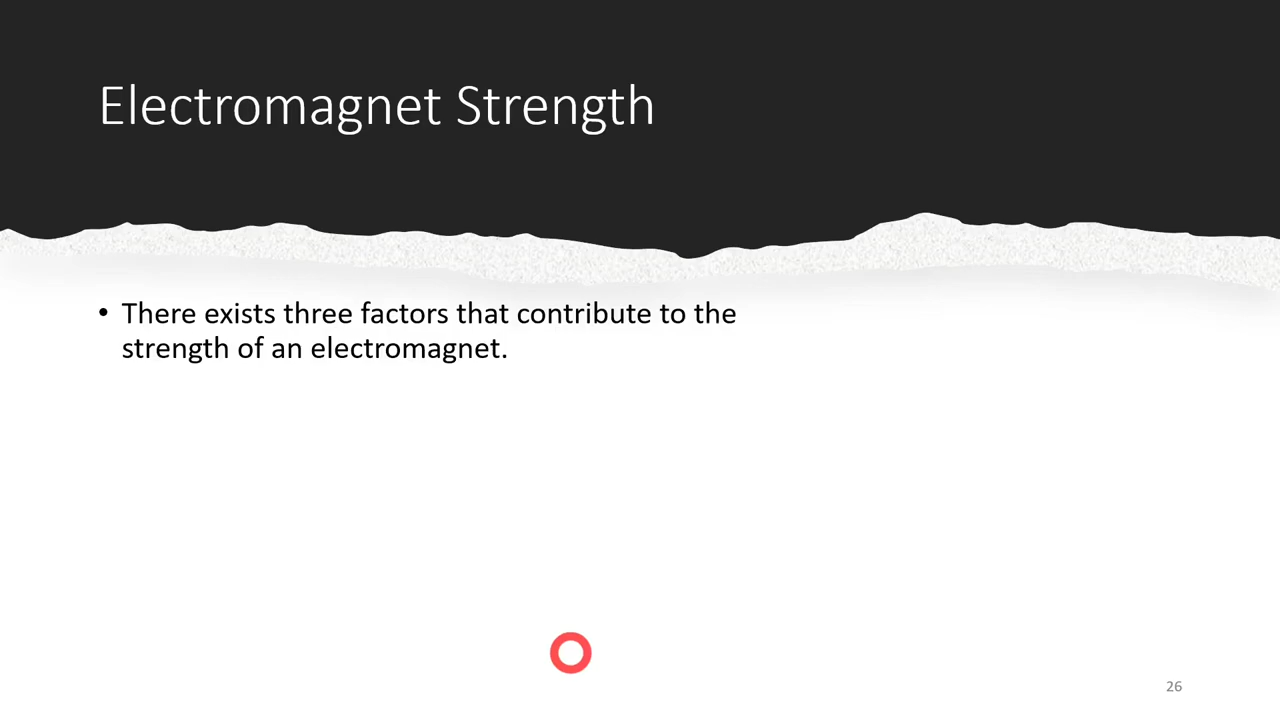 Electromagnet Strength
• There exists three factors that contribute to the
strength of an electromagnet.
26